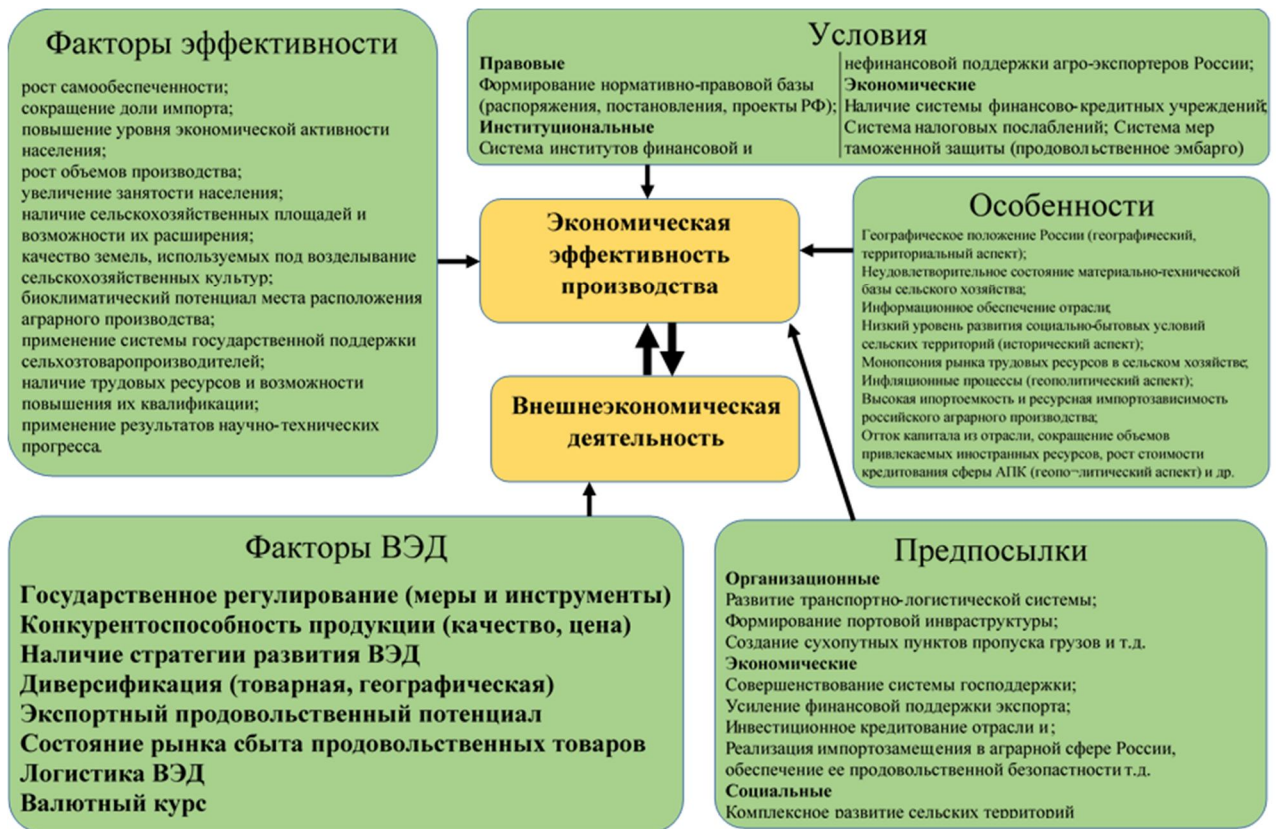 Факторы эффективности
рост самообеспеченности;
сокращение доли импорта;
повышение уровня экономической активности
населения;
рост объемов производства;
увеличение занятости населения;
наличие сельскохозяйственных площадей и
возможности их расширения;
качество земель, используемых под возделывание
сельскохозяйственных культур;
биоклиматический потенциал места расположения
аграрного производства;
применение системы государственной поддержки
сельхозтоваропроизводителей;
наличие трудовых ресурсов и возможности
повышения их квалификации;
применение результатов научно-технических
прогресса.
Условия
Правовые
Формирование нормативно-правовой базы
(распоряжения, постановления, проекты РФ);
Институциональные
Система институтов финансовой и
нефинансовой поддержки агро-экспортеров России;
Экономические
Наличие системы финансово-кредитных учреждений;
Система налоговых послаблений; Система мер
таможенной защиты (продовольственное эмбарго)
Экономическая
эффективность
производства
Внешнеэкономическая
деятельность
Особенности
Географическое положение России (географический,
территориальный аспект);
Неудовлетворительное состояние материально-технической
базы сельского хозяйства;
Информационное обеспечение отрасли;
Низкий уровень развития социально-бытовых условий
сельских территорий (исторический аспект);
Монопсония рынка трудовых ресурсов в сельском хозяйстве;
Инфляционные процессы (геополитический аспект);
Высокая ипортоемкость и ресурсная импортозависимость
российского аграрного производства;
Отток капитала из отрасли, сокращение объемов
привлекаемых иностранных ресурсов, рост стоимости
кредитования сферы АПК (геопо¬литический аспект) и др.
Факторы ВЭД
Государственное регулирование (меры и инструменты)
Конкурентоспособность продукции (качество, цена)
Наличие стратегии развития ВЭД
Диверсификация (товарная, географическая)
Экспортный продовольственный потенциал
Состояние рынка сбыта продовольственных товаров
Логистика ВЭД
Валютный курс
Предпосылки
Организационные
Развитие транспортно-логистической системы;
Формирование портовой инвраструктуры;
Создание сухопутных пунктов пропуска грузов и т.д.
Экономические
Совершенствование системы господдержки;
Усиление финансовой поддержки экспорта;
Инвестиционное кредитование отрасли и;
Реализация импортозамещения в аграрной сфере России,
обеспечение ее продовольственной безопастности т.д.
Социальные
Комплексное развитие сельских территорий